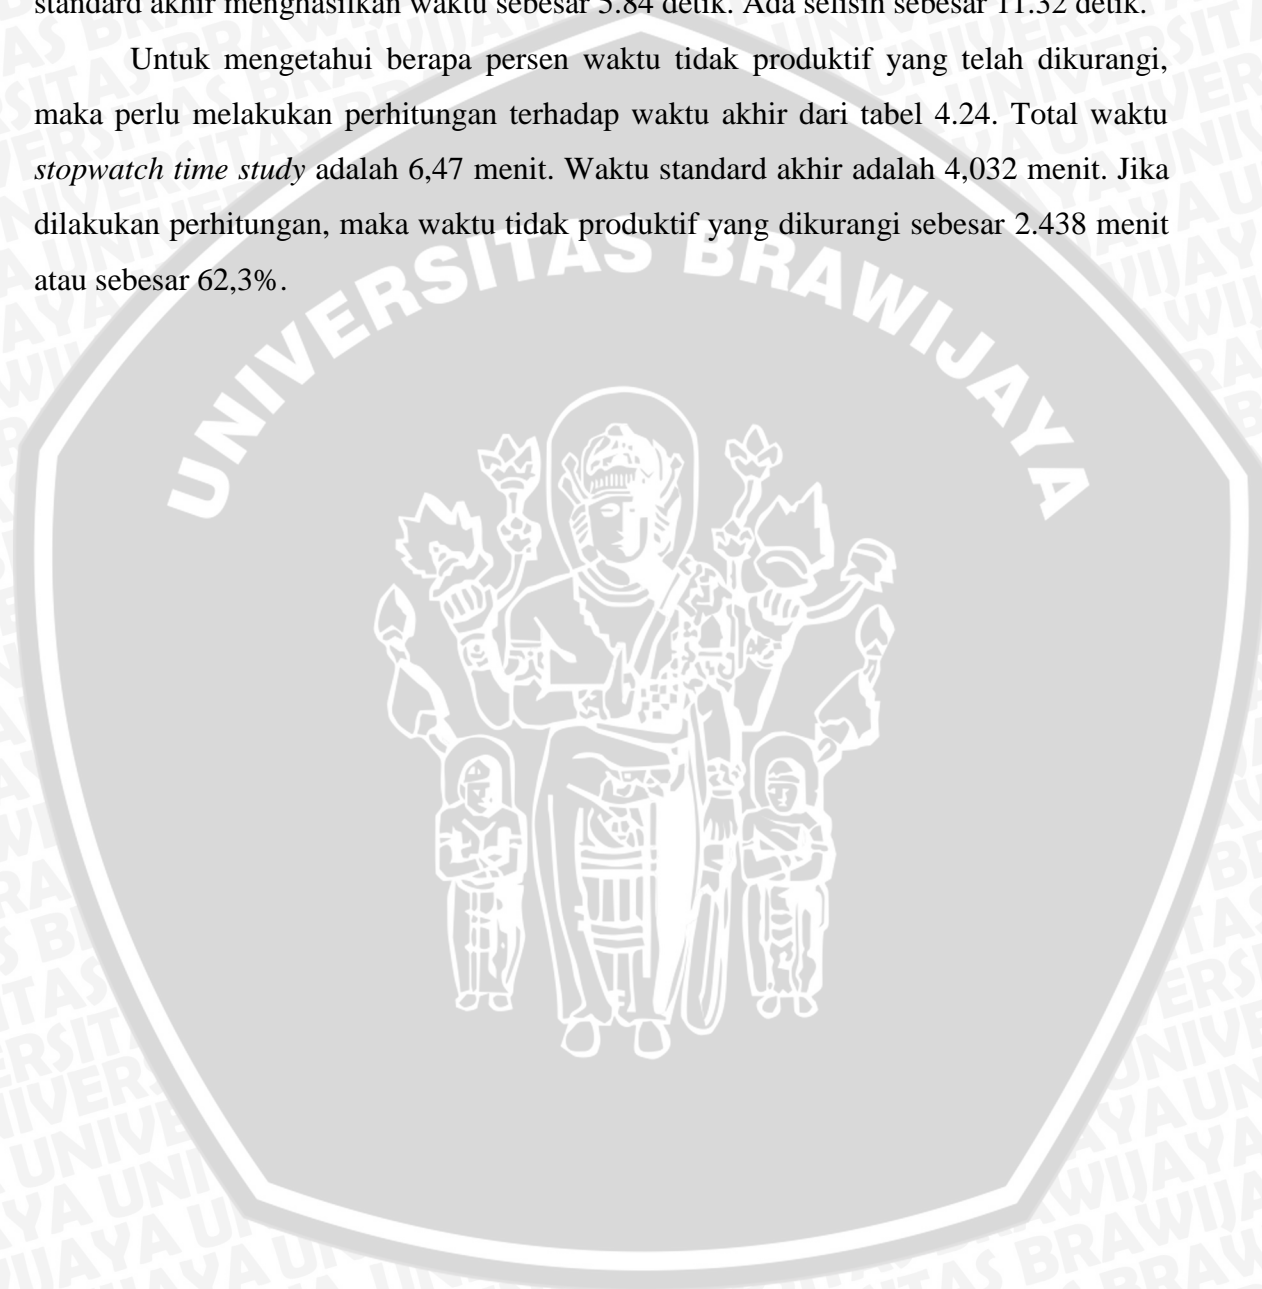 standard akhir menghasilkan waktu sebesar 5.84 detik. Ada selisih sebesar 11.32 detik.
Untuk mengetahui berapa persen waktu tidak produktif yang telah dikurangi,
maka perlu melakukan perhitungan terhadap waktu akhir dari tabel 4.24. Total waktu
stopwatch time study adalah 6,47 menit. Waktu standard akhir adalah 4,032 menit. Jika
dilakukan perhitungan, maka waktu tidak produktif yang dikurangi sebesar 2.438 menit
atau sebesar 62,3%.
UNIVERSITAS BRAWIJAYA